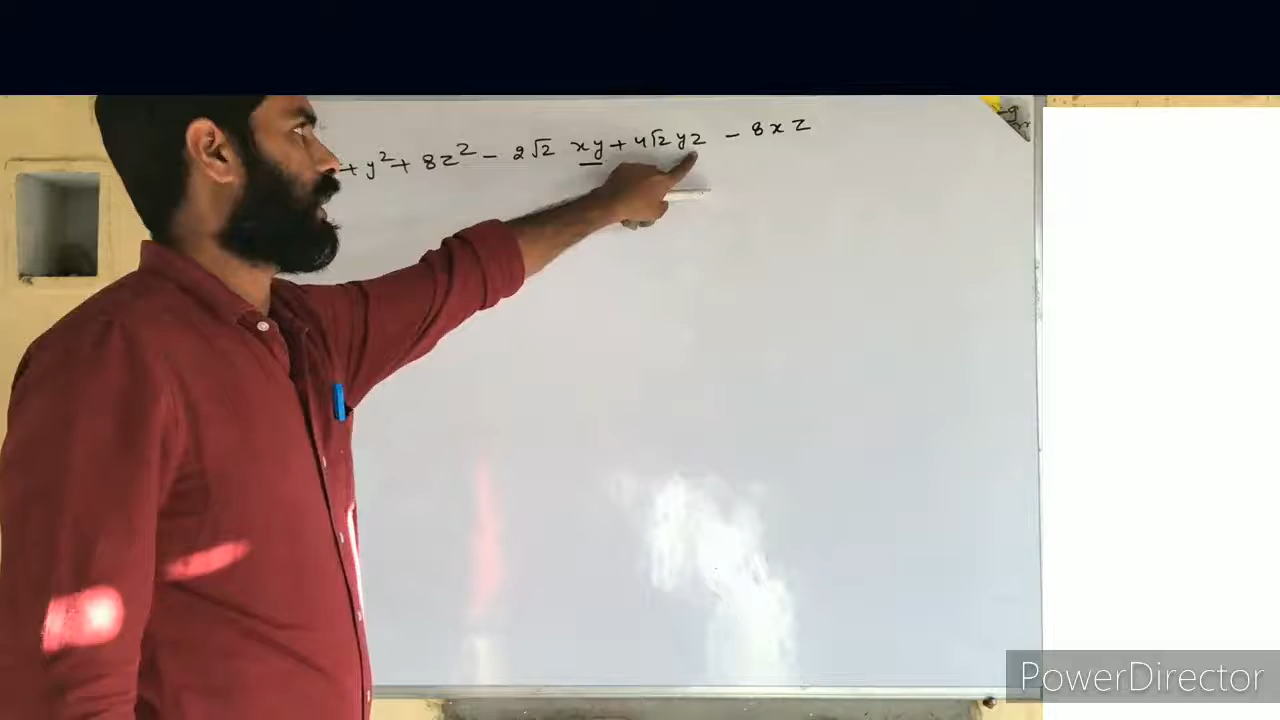 + y² + 8z² - 2√2 xy + 4√2 yz - 8xz
PowerDirector